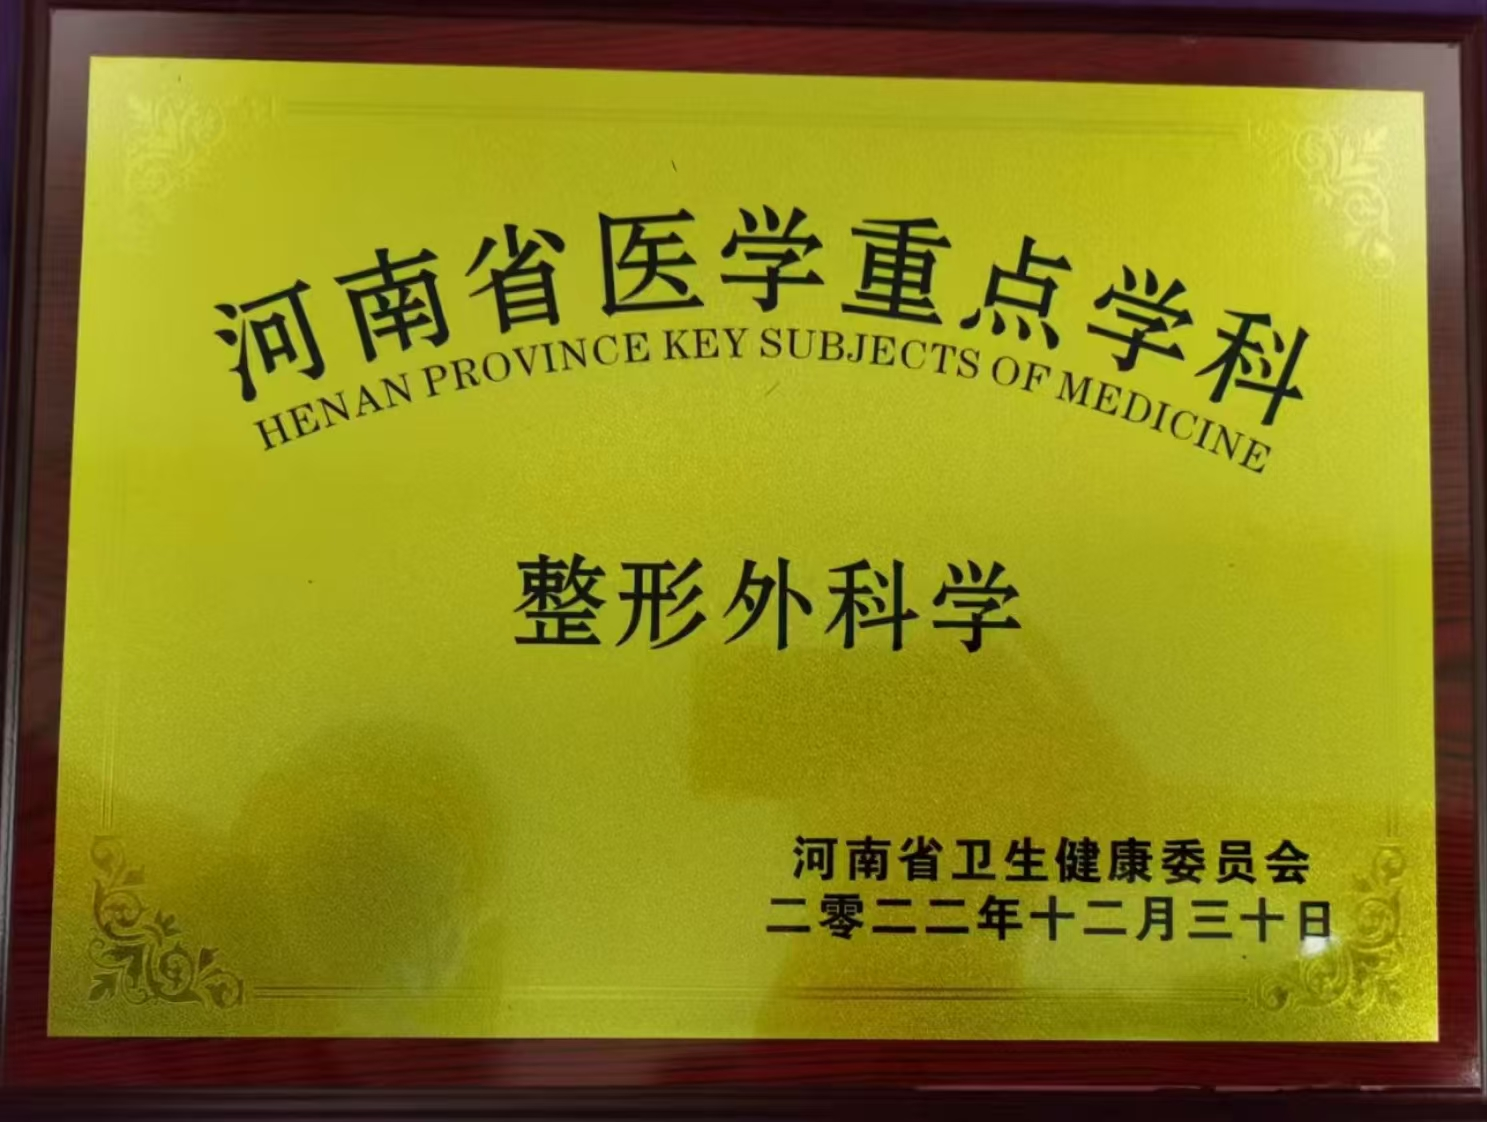 河南省医学重点学科
HENAN PROVINCE KEY SUBJECTS OF MEDICINE
整形外科学
河南省卫生健康委员会
二零二二年十二月三十日